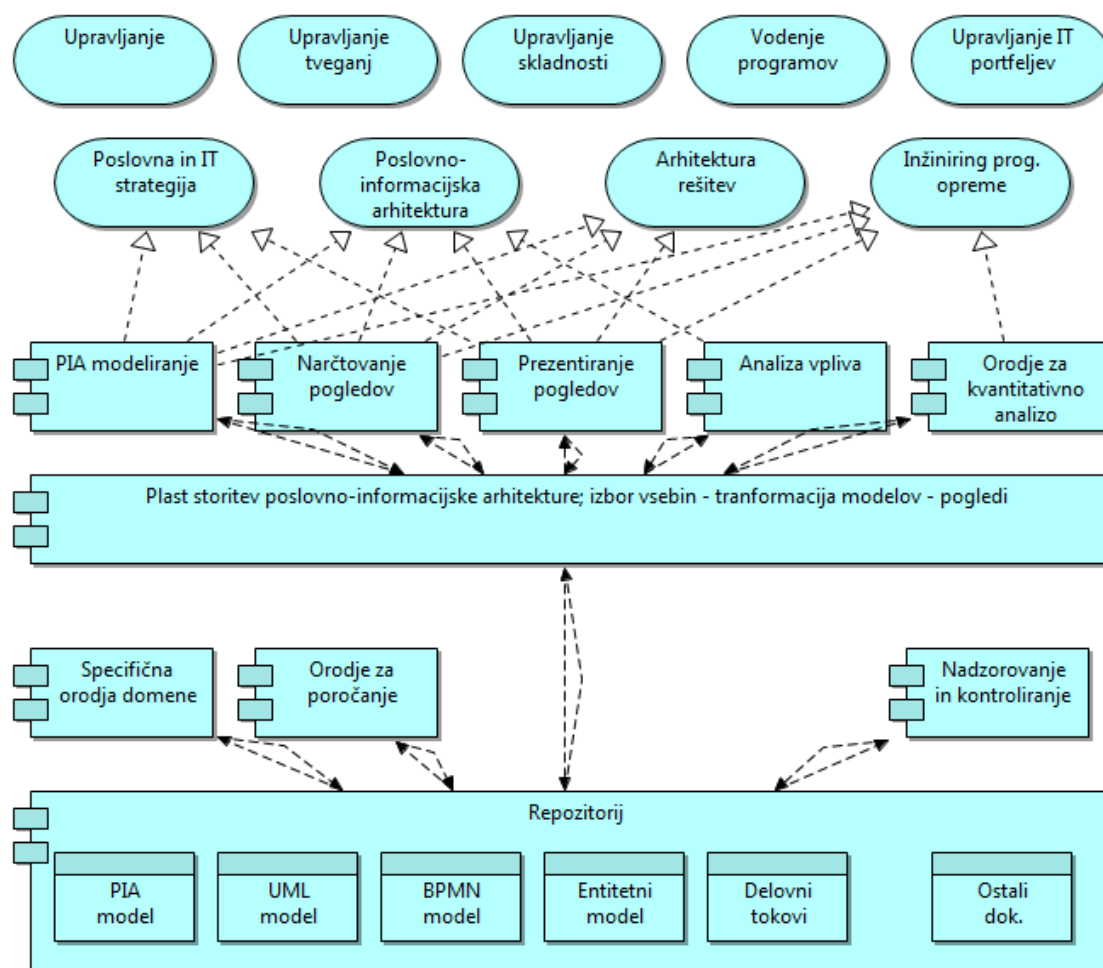 Upravljanje
Upravljanje
tveganj
Upravljanje
skladnosti
Vodenje
programov
Upravljanje IT
portfeljev
Poslovna in IT
strategija
Poslovno-
informacijska
arhitektura
Arhitektura
rešitev
Inžiniring prog.
opreme
PIA modeliranje
Narčtovanje
pogledov
Prezentiranje
pogledov
Analiza vpliva
Orodje za
kvantitativno
analizo
Plast storitev poslovno-informacijske arhitekture; izbor vsebin - tranformacija modelov - pogledi
Specifična
orodja domene
Orodje za
poročanje
Nadzorovanje
in kontroliranje
Repozitorij
PIA
model
UML
model
BPMN
model
Entitetni
model
Delovni
tokovi
Ostali
dok.